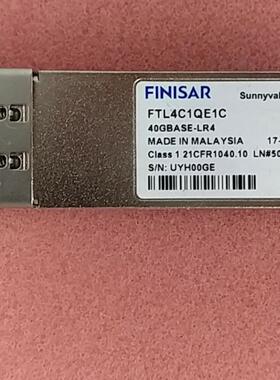 FINISAR Sunnyval
FTL4C1QE1C
40GBASE-LR4
MADE IN MALAYSIA 17-
Class 1 21CFR1040.10 LN#50
S/N: UYH00GE